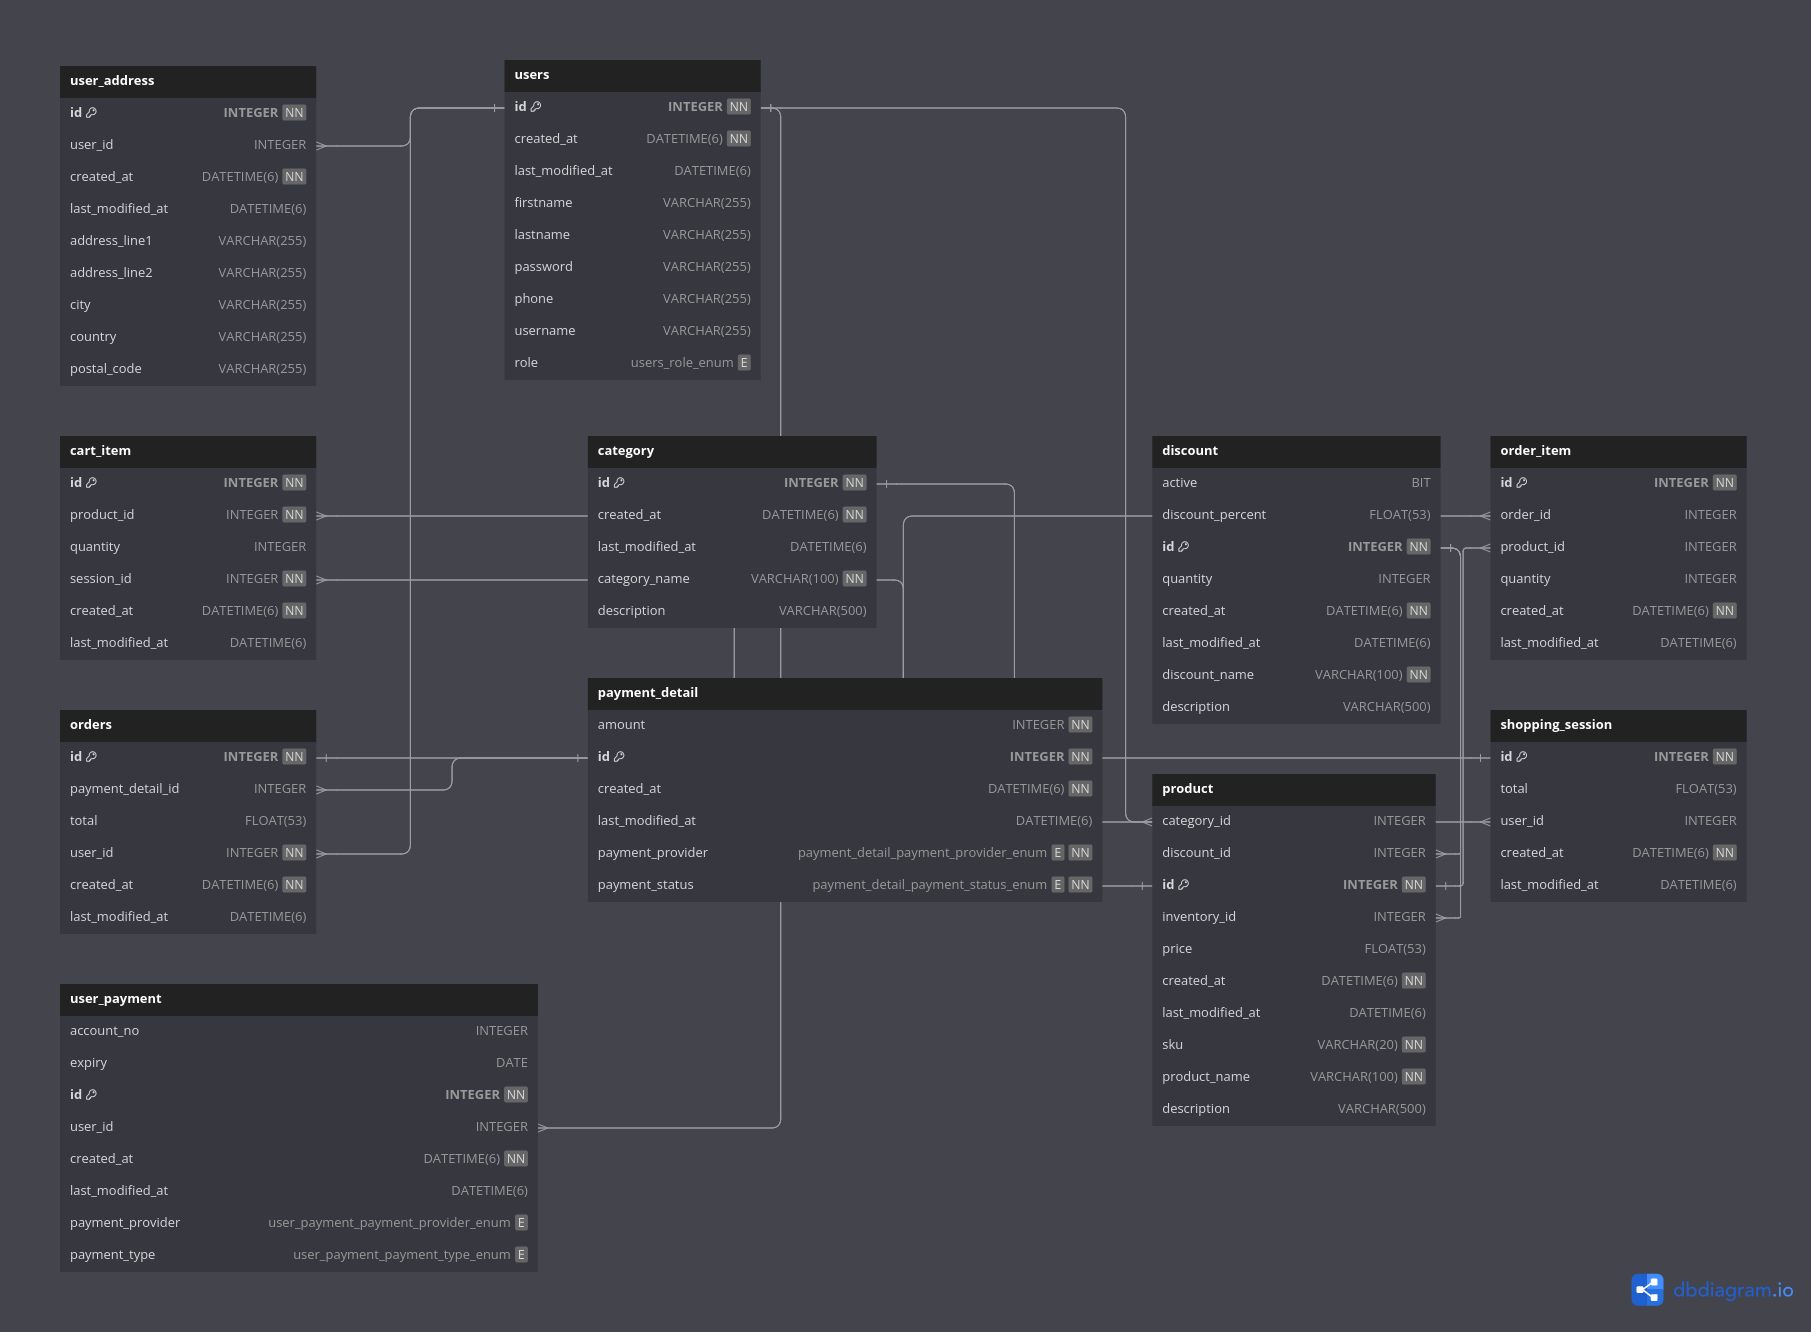 user_address
id INTEGER NN
user_id INTEGER
created_at DATETIME(6) NN
last_modified_at DATETIME(6)
address_line1 VARCHAR(255)
address_line2 VARCHAR(255)
city VARCHAR(255)
country VARCHAR(255)
postal_code VARCHAR(255)
users
id INTEGER NN
created_at DATETIME(6) NN
last_modified_at DATETIME(6)
firstname VARCHAR(255)
lastname VARCHAR(255)
password VARCHAR(255)
phone VARCHAR(255)
username VARCHAR(255)
role users_role_enum E
cart_item
id INTEGER NN
product_id INTEGER NN
quantity INTEGER
session_id INTEGER NN
created_at DATETIME(6) NN
last_modified_at DATETIME(6)
category
id INTEGER NN
created_at DATETIME(6) NN
last_modified_at DATETIME(6)
category_name VARCHAR(100) NN
description VARCHAR(500)
discount
active BIT
discount_percent FLOAT(53)
id INTEGER NN
quantity INTEGER
created_at DATETIME(6) NN
last_modified_at DATETIME(6)
discount_name VARCHAR(100) NN
description VARCHAR(500)
order_item
id INTEGER NN
order_id INTEGER
product_id INTEGER
quantity INTEGER
created_at DATETIME(6) NN
last_modified_at DATETIME(6)
orders
id INTEGER NN
payment_detail_id INTEGER
total FLOAT(53)
user_id INTEGER NN
created_at DATETIME(6) NN
last_modified_at DATETIME(6)
payment_detail
amount INTEGER NN
id INTEGER NN
created_at DATETIME(6) NN
last_modified_at DATETIME(6)
payment_provider payment_detail_payment_provider_enum E NN
payment_status payment_detail_payment_status_enum E NN
product
category_id INTEGER
discount_id INTEGER
id INTEGER NN
inventory_id INTEGER
price FLOAT(53)
created_at DATETIME(6) NN
last_modified_at DATETIME(6)
sku VARCHAR(20) NN
product_name VARCHAR(100) NN
description VARCHAR(500)
shopping_session
id INTEGER NN
total FLOAT(53)
user_id INTEGER
created_at DATETIME(6) NN
last_modified_at DATETIME(6)
user_payment
account_no INTEGER
expiry DATE
id INTEGER NN
user_id INTEGER
created_at DATETIME(6) NN
last_modified_at DATETIME(6)
payment_provider user_payment_payment_provider_enum E
payment_type user_payment_payment_type_enum E
dbdiagram.io